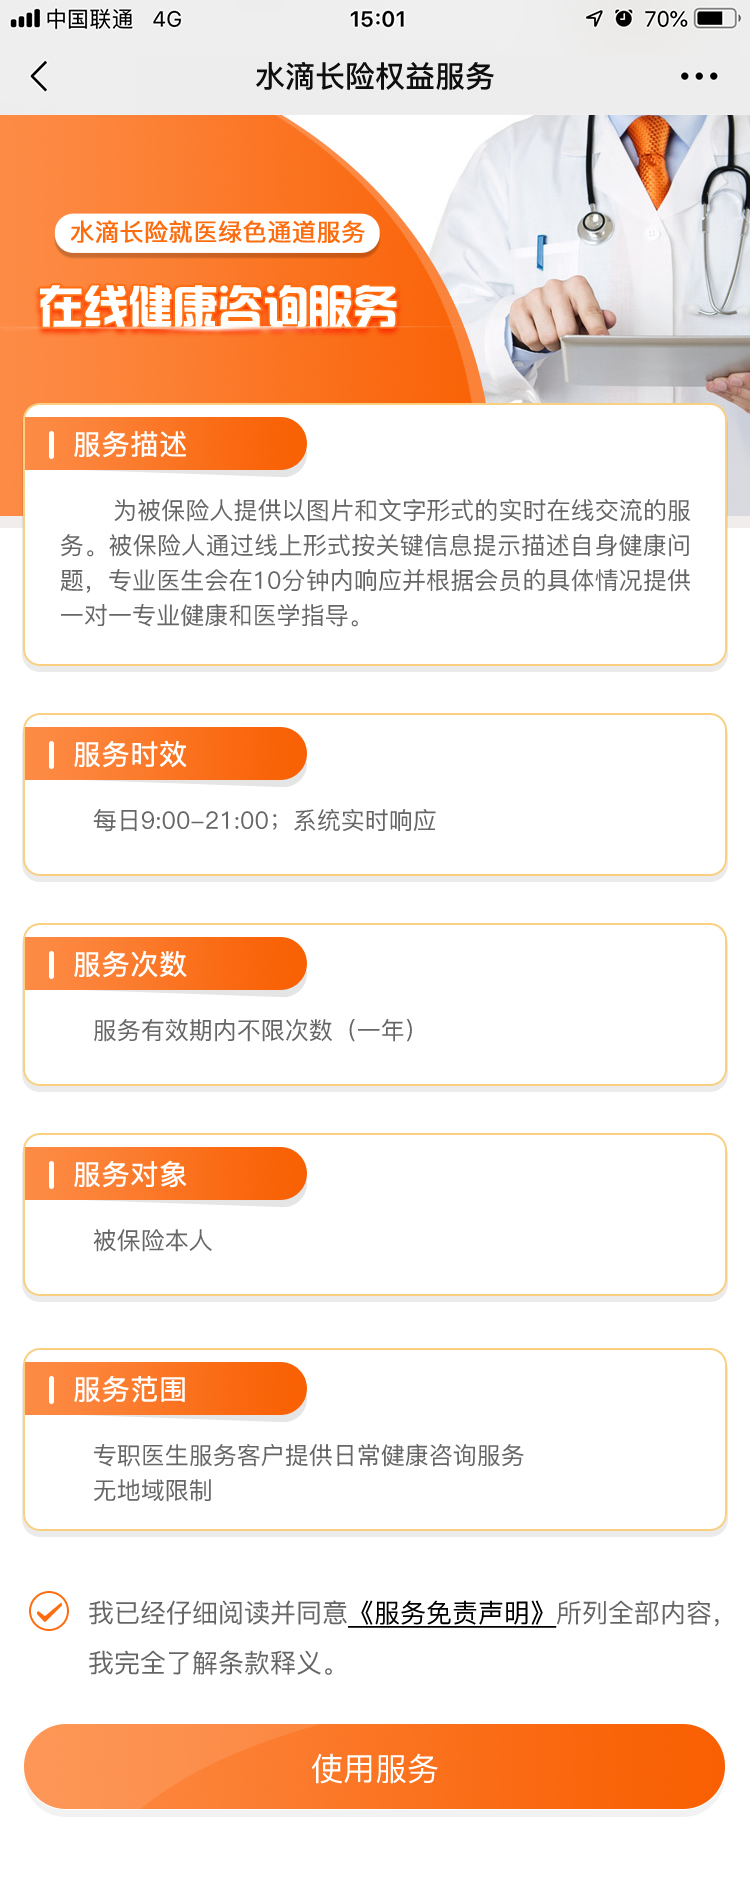 中国联通 4G 15:01 70%
水滴长险权益服务
水滴长险就医绿色通道服务
在线健康咨询服务
服务描述
为被保险人提供以图片和文字形式的实时在线交流的服
务。被保险人通过线上形式按关键信息提示描述自身健康问
题，专业医生会在10分钟内响应并根据会员的具体情况提供
一对一专业健康和医学指导。
服务时效
每日9:00-21:00；系统实时响应
服务次数
服务有效期内不限次数（一年）
服务对象
被保险本人
服务范围
专职医生服务客户提供日常健康咨询服务
无地域限制
我已经仔细阅读并同意《服务免责声明》所列全部内容，
我完全了解条款释义。
使用服务